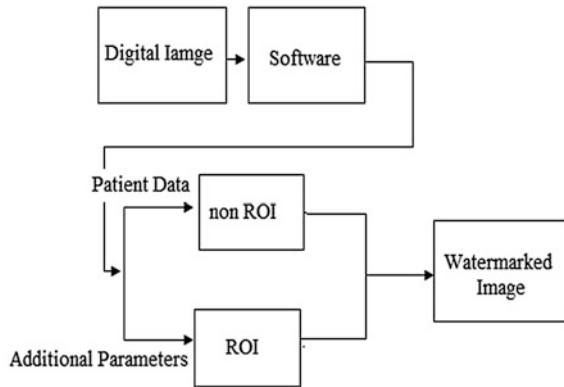 Digital Iamge
Software
Patient Data
non ROI
Watermarked
Image
Additional Parameters
ROI